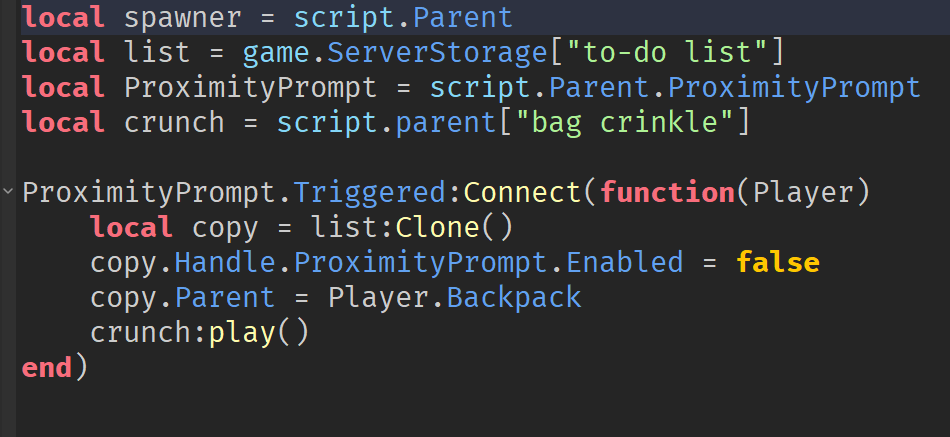 local spawner = script.Parent
local list = game.ServerStorage["to-do list"]
local ProximityPrompt = script.Parent.ProximityPrompt
local crunch = script.parent["bag crinkle"]
ProximityPrompt.Triggered:Connect(function(Player)
local copy = list:Clone()
copy.Handle.ProximityPrompt.Enabled = false
copy.Parent = Player.Backpack
crunch:play()
end)